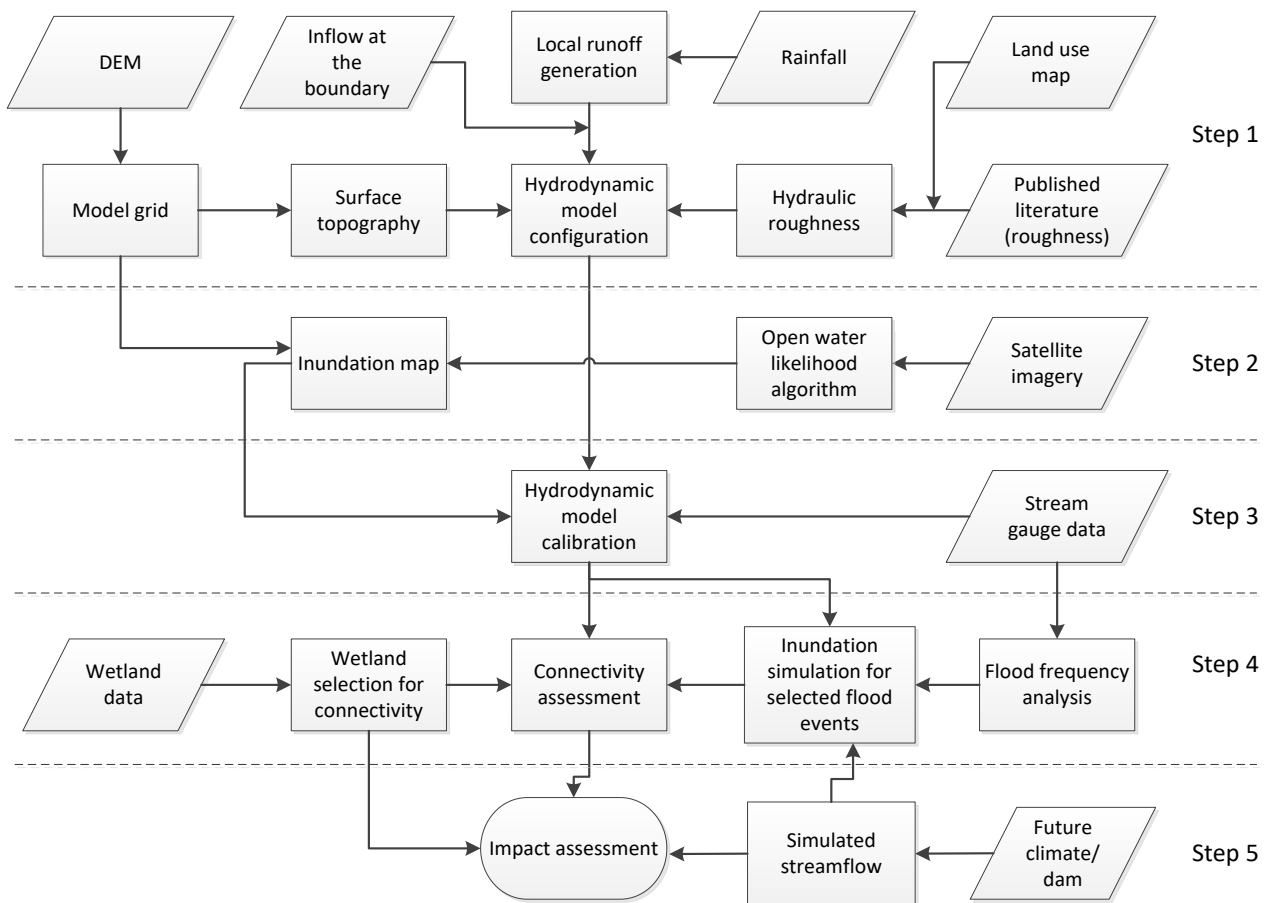 DEM
Inflow at
the
boundary
Local runoff
generation
Rainfall
Land use
map
Step 1
Model grid
Surface
topography
Hydrodynamic
model
configuration
Hydraulic
roughness
Published
literature
(roughness)
Inundation map
Open water
likelihood
algorithm
Satellite
imagery
Step 2
Hydrodynamic
model
calibration
Stream
gauge data
Step 3
Wetland
data
Wetland
selection for
connectivity
Connectivity
assessment
Inundation
simulation for
selected flood
events
Flood frequency
analysis
Step 4
Impact assessment
Simulated
streamflow
Future
climate/
dam
Step 5